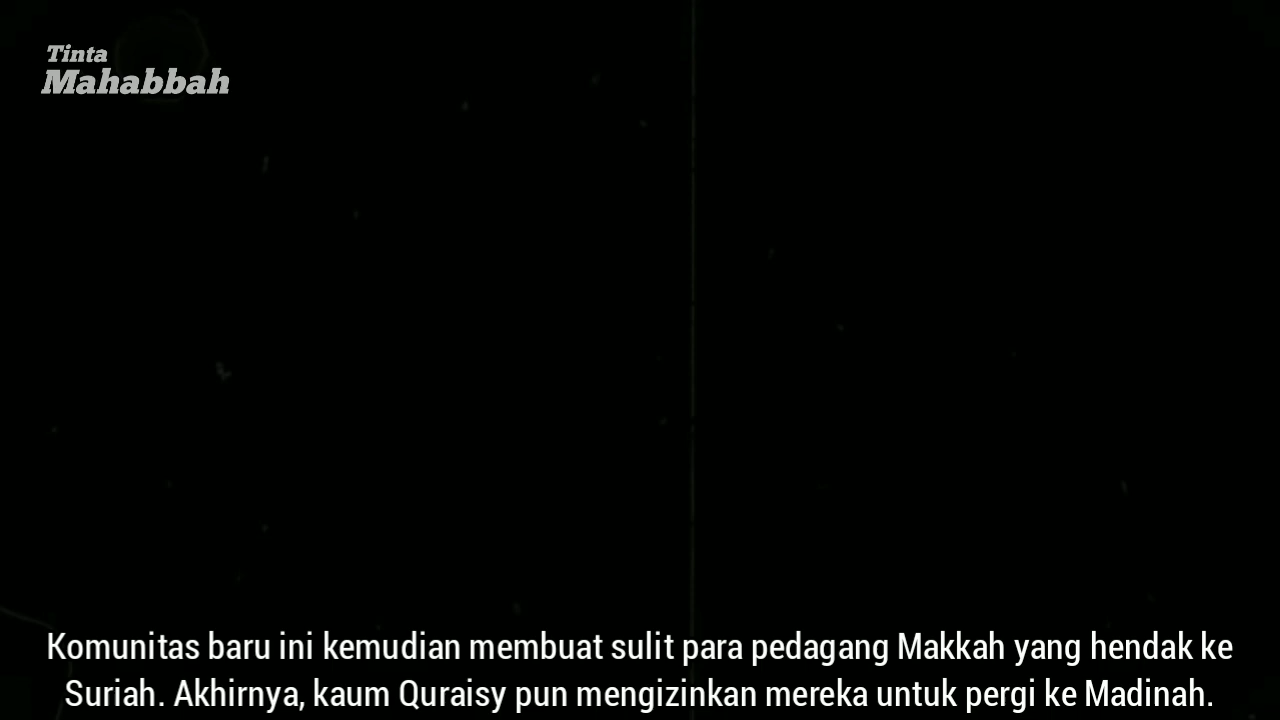 Tinta
Mahabbah
Komunitas baru ini kemudian membuat sulit para pedagang Makkah yang hendak ke
Suriah. Akhirnya, kaum Quraisy pun mengizinkan mereka untuk pergi ke Madinah.